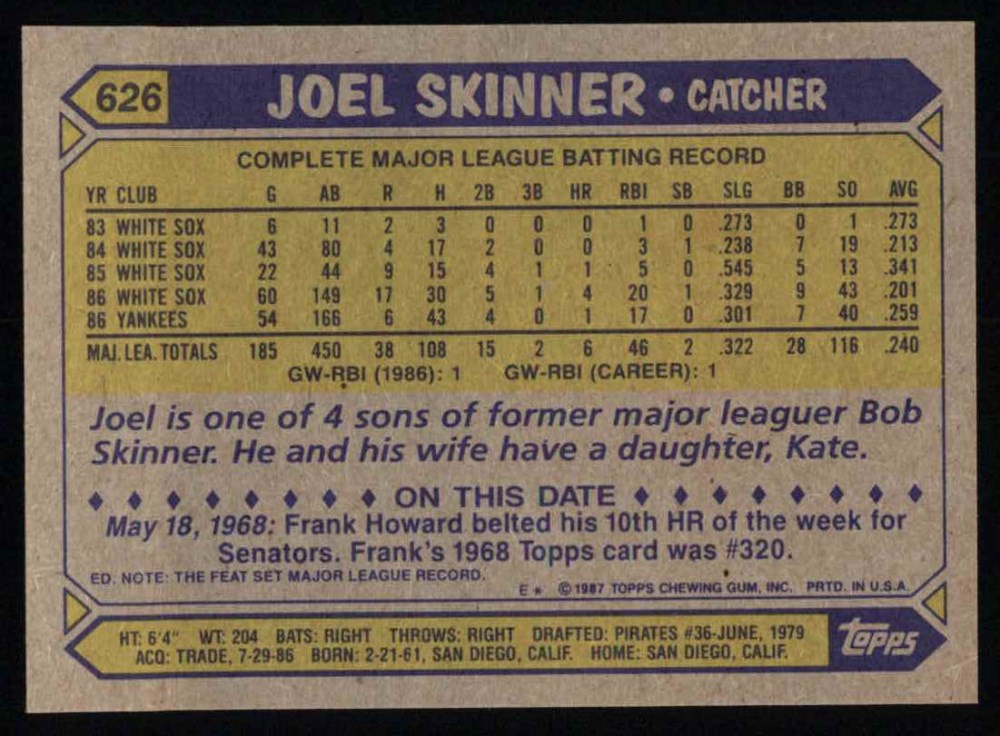 626 JOEL SKINNER • CATCHER
COMPLETE MAJOR LEAGUE BATTING RECORD
YR CLUB G AB R H 2B 3B HR RBI SB SLG BB SO AVG
83 WHITE SOX 6 11 2 3 0 0 0 1 0 .273 0 1 .273
84 WHITE SOX 43 80 4 17 2 0 0 3 1 .238 7 19 .213
85 WHITE SOX 22 44 9 15 4 1 1 5 0 .545 5 13 .341
86 WHITE SOX 60 149 17 30 5 1 4 20 1 .329 9 43 .201
86 YANKEES 54 166 6 43 4 0 1 17 0 .301 7 40 .259
MAJ. LEA. TOTALS 185 450 38 108 15 2 6 46 2 .322 28 116 .240
GW-RBI (1986): 1 GW-RBI (CAREER): 1
Joel is one of 4 sons of former major leaguer Bob
Skinner. He and his wife have a daughter, Kate.
♦ ♦ ♦ ♦ ♦ ♦ ♦ ♦ ON THIS DATE ♦ ♦ ♦ ♦ ♦ ♦ ♦ ♦
May 18, 1968: Frank Howard belted his 10th HR of the week for
Senators. Frank's 1968 Topps card was #320.
ED. NOTE: THE FEAT SET MAJOR LEAGUE RECORD.
E * © 1987 TOPPS CHEWING GUM, INC. PRTD. IN U.S.A.
HT: 6'4" WT: 204 BATS: RIGHT THROWS: RIGHT DRAFTED: PIRATES #36-JUNE, 1979
ACQ: TRADE, 7-29-86 BORN: 2-21-61, SAN DIEGO, CALIF. HOME: SAN DIEGO, CALIF.
topps